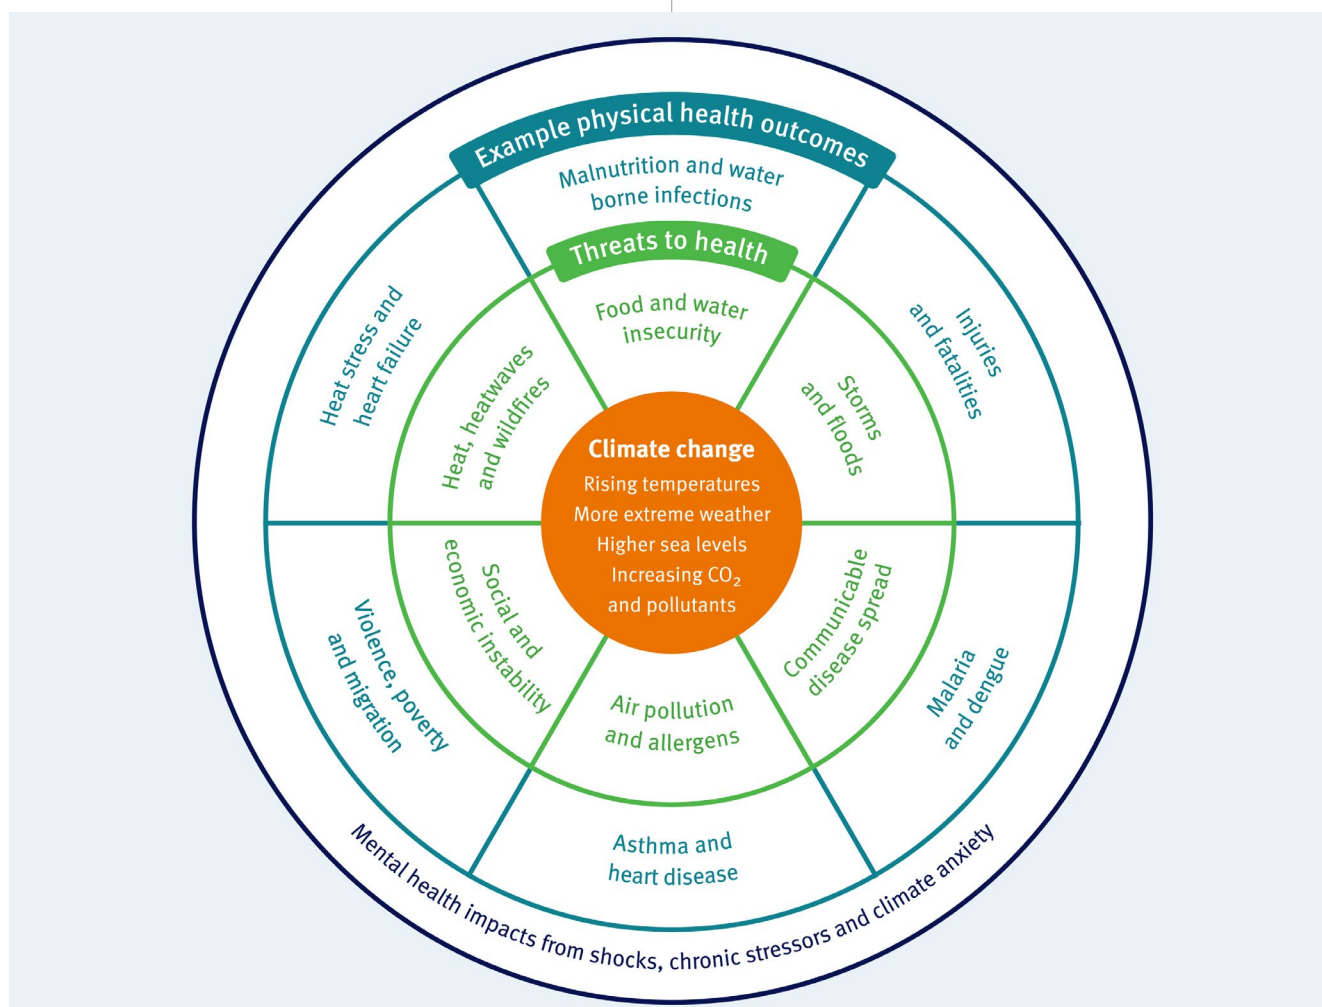 Example physical health outcomes
Malnutrition and water
borne infections
Threats to health
Food and water
insecurity
Heat stress and
heart failure
Heat, heatwaves
and wildfires
Storms
and floods
Injuries
and fatalities
Climate change
Rising temperatures
More extreme weather
Higher sea levels
Increasing CO₂
and pollutants
Violence, poverty
and migration
Social and
economic instability
Communicable
disease spread
Malaria
and dengue
Air pollution
and allergens
Asthma and
heart disease
Mental health impacts from shocks, chronic stressors and climate anxiety